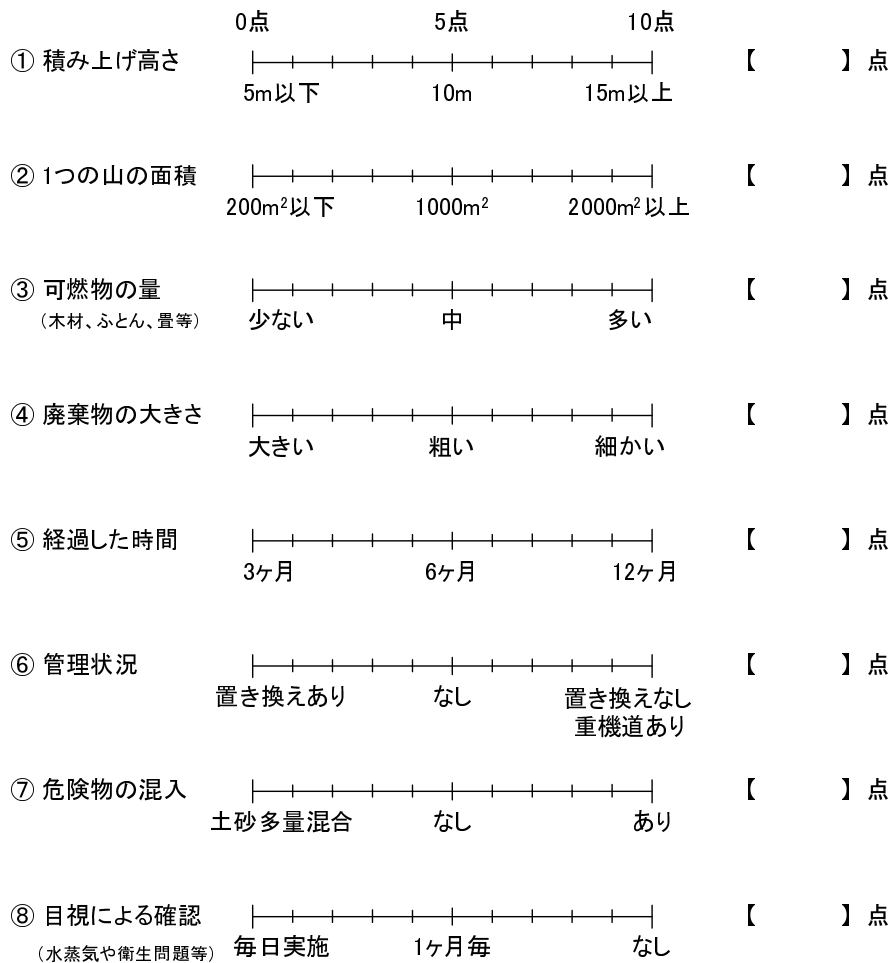 0点 5点 10点
① 積み上げ高さ 【 】 点
5m以下 10m 15m以上
② 1つの山の面積 【 】 点
200m²以下 1000m² 2000m²以上
③ 可燃物の量 【 】 点
（木材、ふとん、畳等） 少ない 中 多い
④ 廃棄物の大きさ 【 】 点
大きい 粗い 細かい
⑤ 経過した時間 【 】 点
3ヶ月 6ヶ月 12ヶ月
⑥ 管理状況 【 】 点
置き換えあり なし 置き換えなし
重機道あり
⑦ 危険物の混入 【 】 点
土砂多量混合 なし あり
⑧ 目視による確認 【 】 点
（水蒸気や衛生問題等） 毎日実施 1ヶ月毎 なし